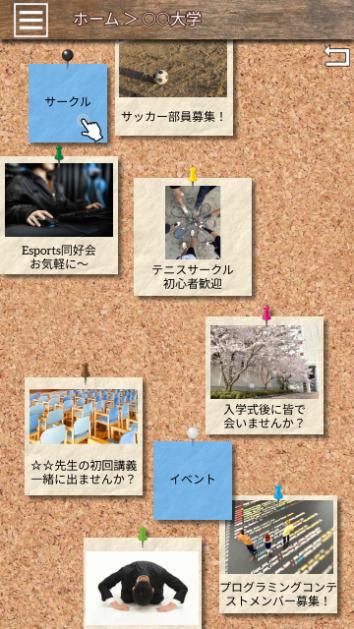 ホーム ＞ ○○大学
サークル
サッカー部員募集！
Esports同好会
お気軽に〜
テニスサークル
初心者歓迎
入学式後に皆で
会いませんか？
☆☆先生の初回講義
一緒に出ませんか？
イベント
プログラミングコンテ
ストメンバー募集！